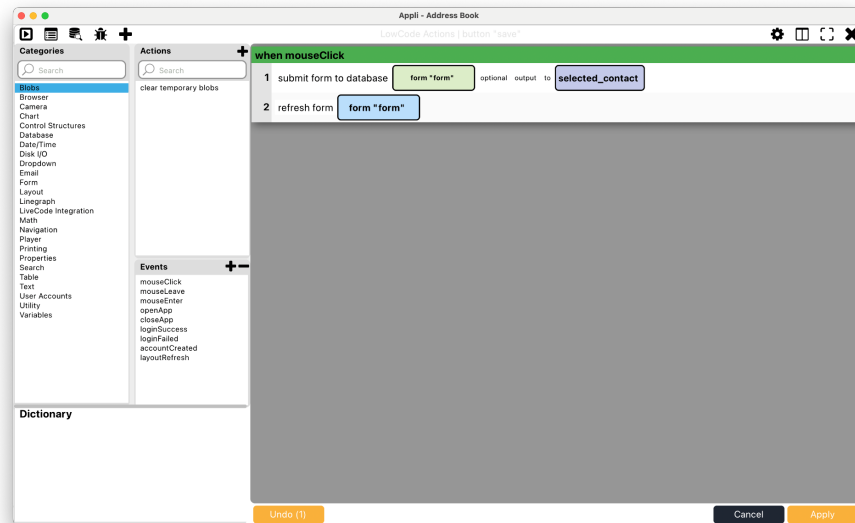 Appli - Address Book
LowCode Actions | button "save"
Categories
Search
Blobs
Browser
Camera
Chart
Control Structures
Database
Date/Time
Disk I/O
Dropdown
Email
Form
Layout
Linegraph
LiveCode Integration
Math
Navigation
Player
Printing
Properties
Search
Table
Text
User Accounts
Utility
Variables
Actions
Search
clear temporary blobs
Events
mouseClick
mouseLeave
mouseEnter
openApp
closeApp
loginSuccess
loginFailed
accountCreated
layoutRefresh
Dictionary
when mouseClick
1 submit form to database form "form" optional output to selected_contact
2 refresh form form "form"
Undo (1)
Cancel
Apply